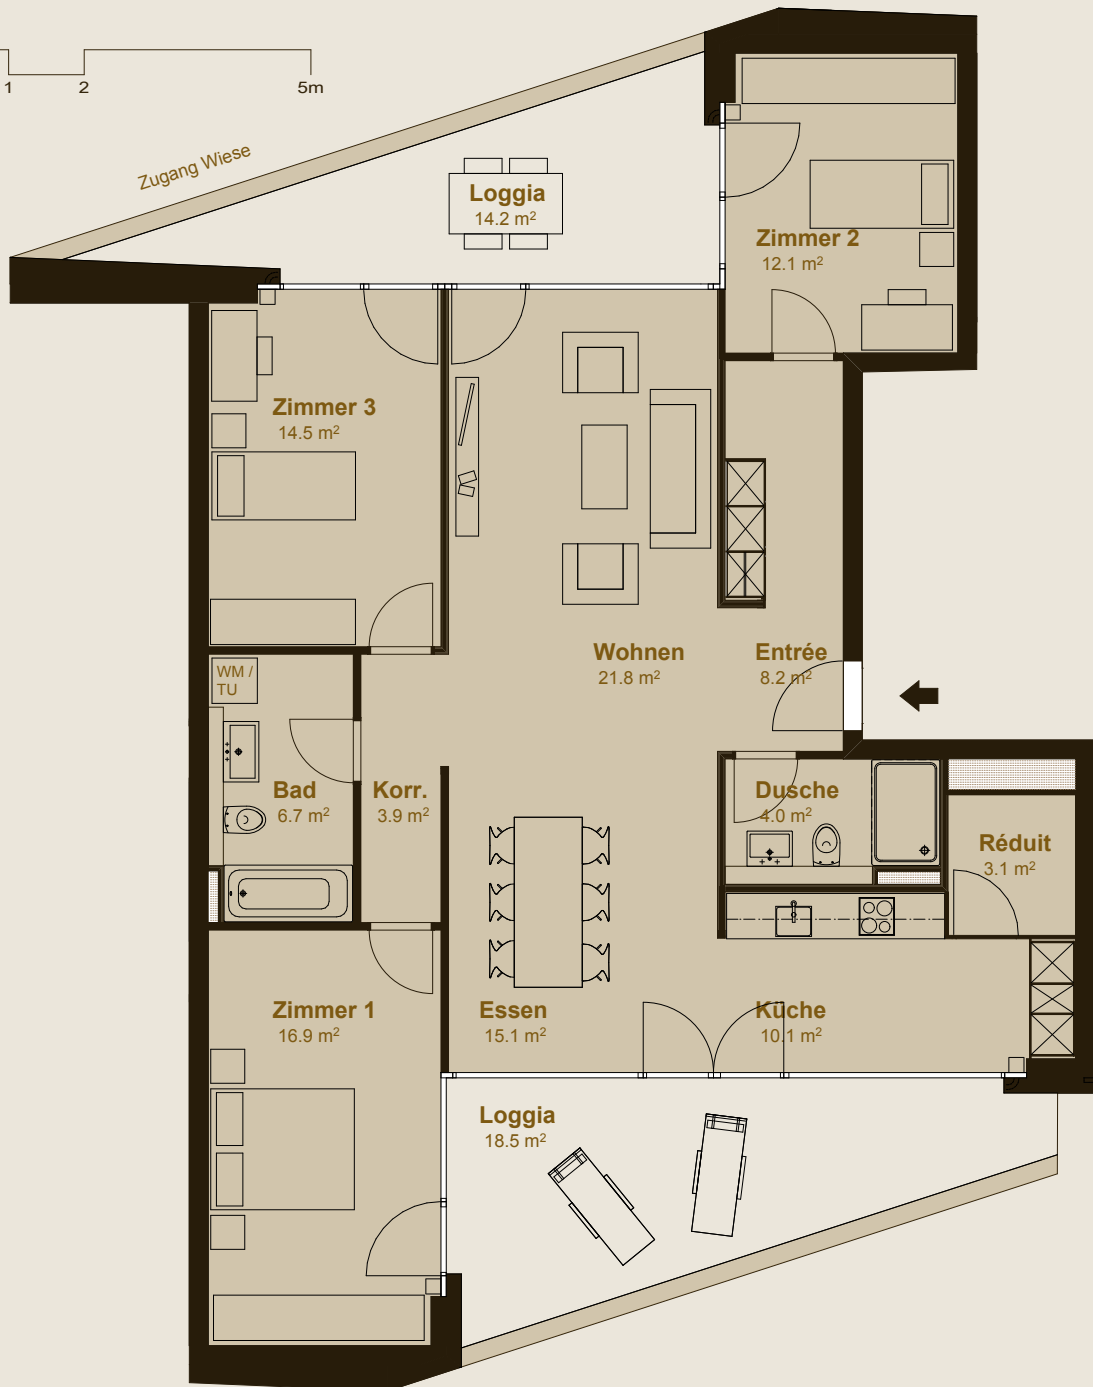 1 2 5m
Zugang Wiese
Loggia
14.2 m²
Zimmer 2
12.1 m²
Zimmer 3
14.5 m²
Wohnen
21.8 m²
Entrée
8.2 m²
WM /
TU
Bad
6.7 m²
Korr.
3.9 m²
Dusche
4.0 m²
Réduit
3.1 m²
Zimmer 1
16.9 m²
Essen
15.1 m²
Küche
10.1 m²
Loggia
18.5 m²